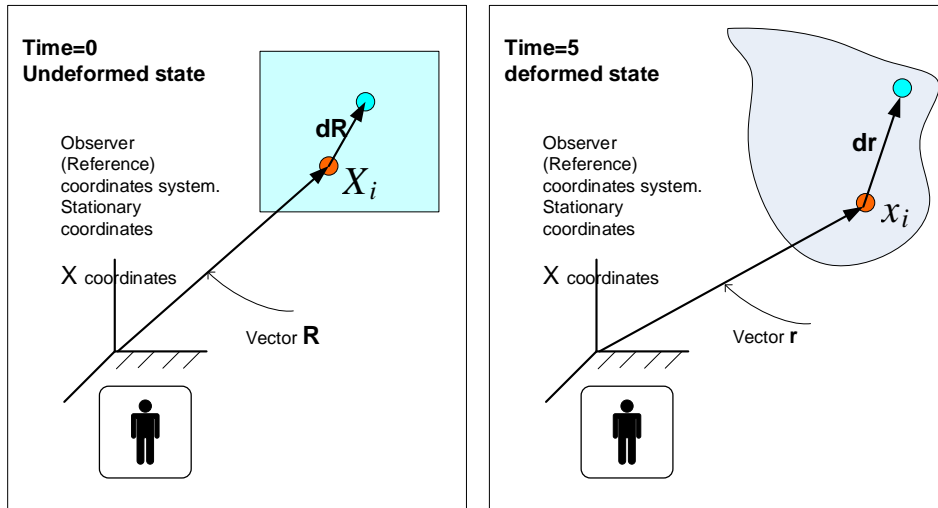 Time=0
Undeformed state
Observer
(Reference)
coordinates system.
Stationary
coordinates
X coordinates
dR
X_i
Vector R
Time=5
deformed state
Observer
(Reference)
coordinates system.
Stationary
coordinates
X coordinates
dr
x_i
Vector r